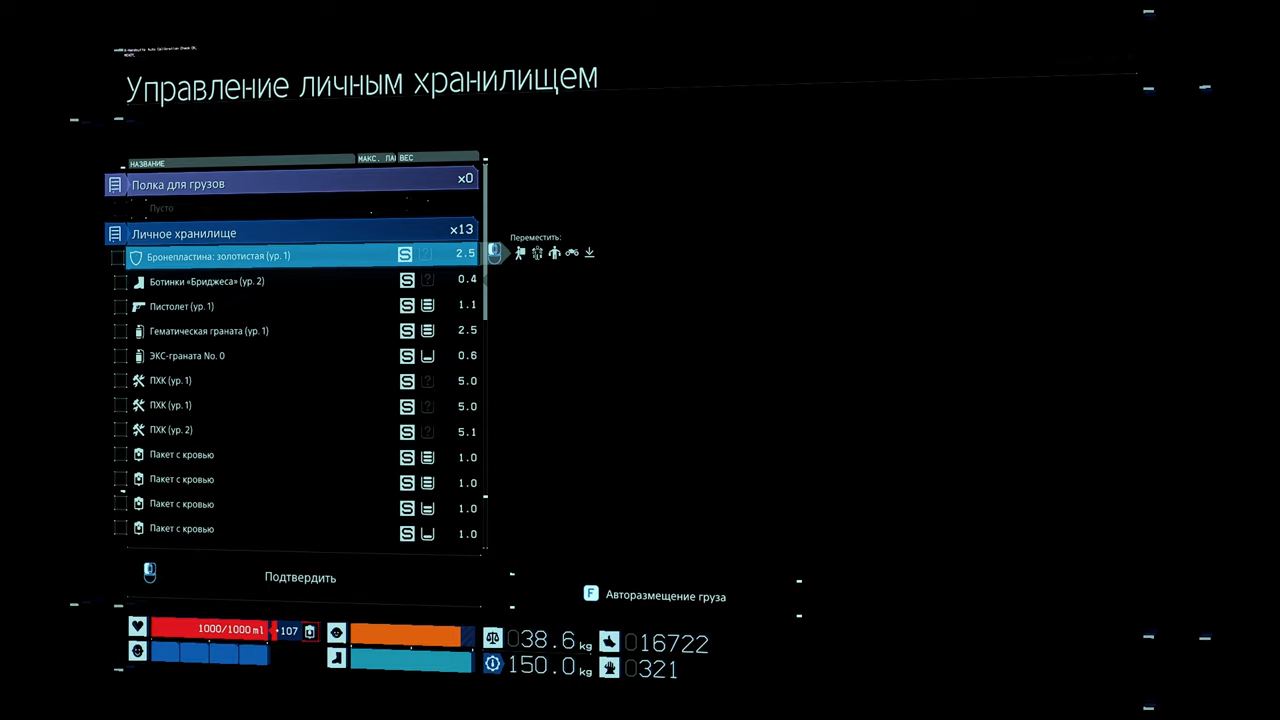 Управление личным хранилищем
НАЗВАНИЕ МАКС. ПА ВЕС
Полка для грузов x0
Пусто
Личное хранилище x13
Переместить:
Бронепластина: золотистая (ур. 1) S 2.5
Ботинки «Бриджеса» (ур. 2) S 0.4
Пистолет (ур. 1) S 1.1
Гематическая граната (ур. 1) S 2.5
ЭКС-граната No. 0 S 0.6
ПХК (ур. 1) S 5.0
ПХК (ур. 1) S 5.0
ПХК (ур. 2) S 5.1
Пакет с кровью S 1.0
Пакет с кровью S 1.0
Пакет с кровью S 1.0
Пакет с кровью S 1.0
Подтвердить
F Авторазмещение груза
1000/1000 ml 107 038.6 kg 016722
150.0 kg 0321